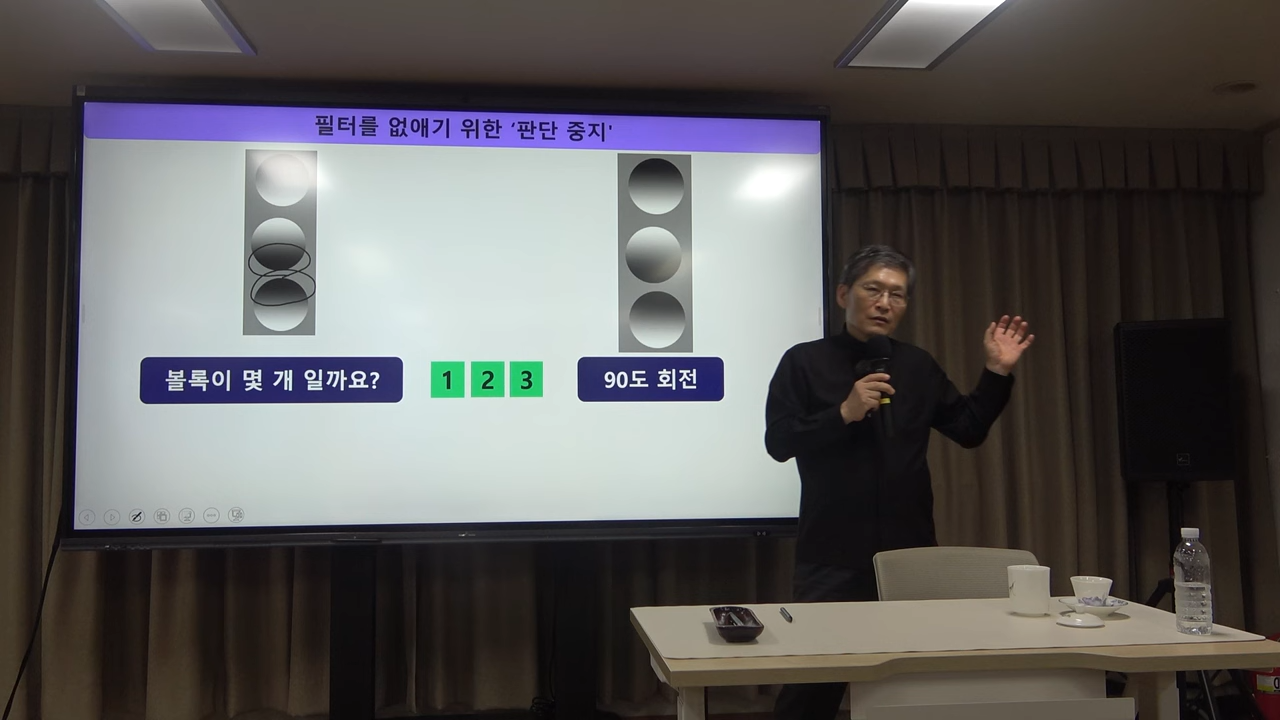 필터를 없애기 위한 ‘판단 중지'
볼록이 몇 개 일까요?
1 2 3
90도 회전